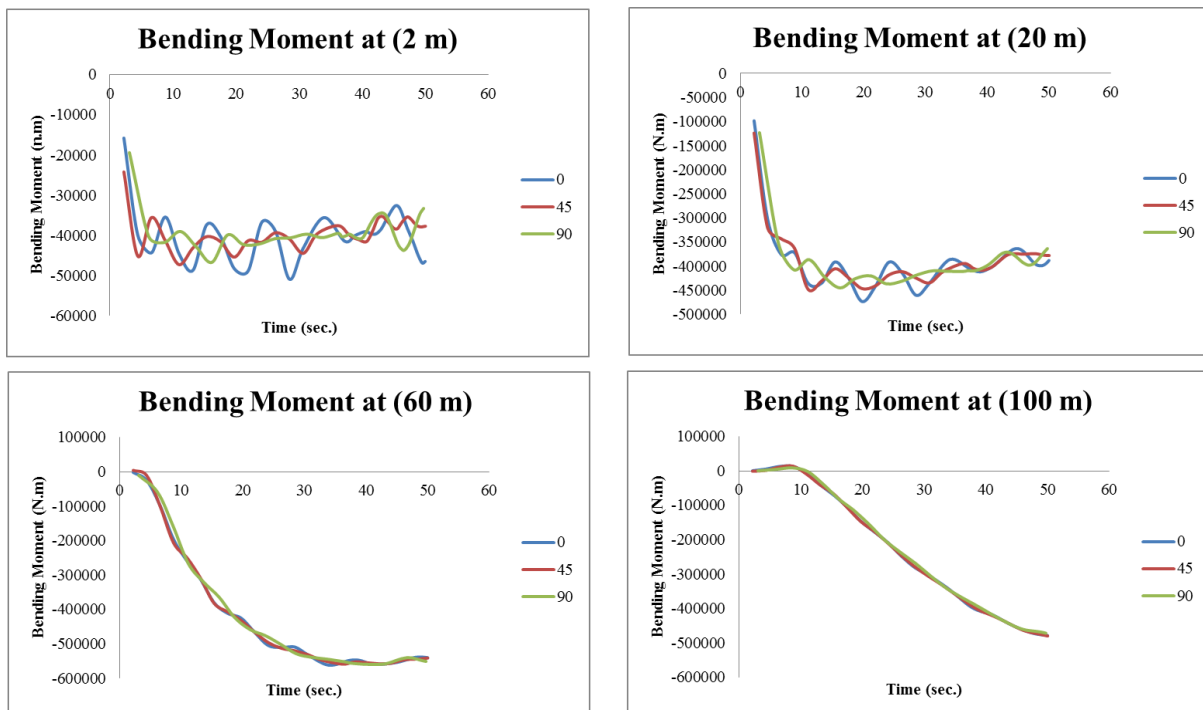 Bending Moment at (2 m)
0
0 10 20 30 40 50 60
-10000
-20000
-30000
-40000
-50000
-60000
Bending Moment (n.m)
Time (sec.)
0
45
90
Bending Moment at (20 m)
0
0 10 20 30 40 50 60
-50000
-100000
-150000
-200000
-250000
-300000
-350000
-400000
-450000
-500000
Bending Moment (N.m)
Time (sec.)
0
45
90
Bending Moment at (60 m)
100000
0
0 10 20 30 40 50 60
-100000
-200000
-300000
-400000
-500000
-600000
Bending Moment (N.m)
Time (sec.)
0
45
90
Bending Moment at (100 m)
100000
0
0 10 20 30 40 50 60
-100000
-200000
-300000
-400000
-500000
-600000
Bending Moment (N.m)
Time (sec.)
0
45
90